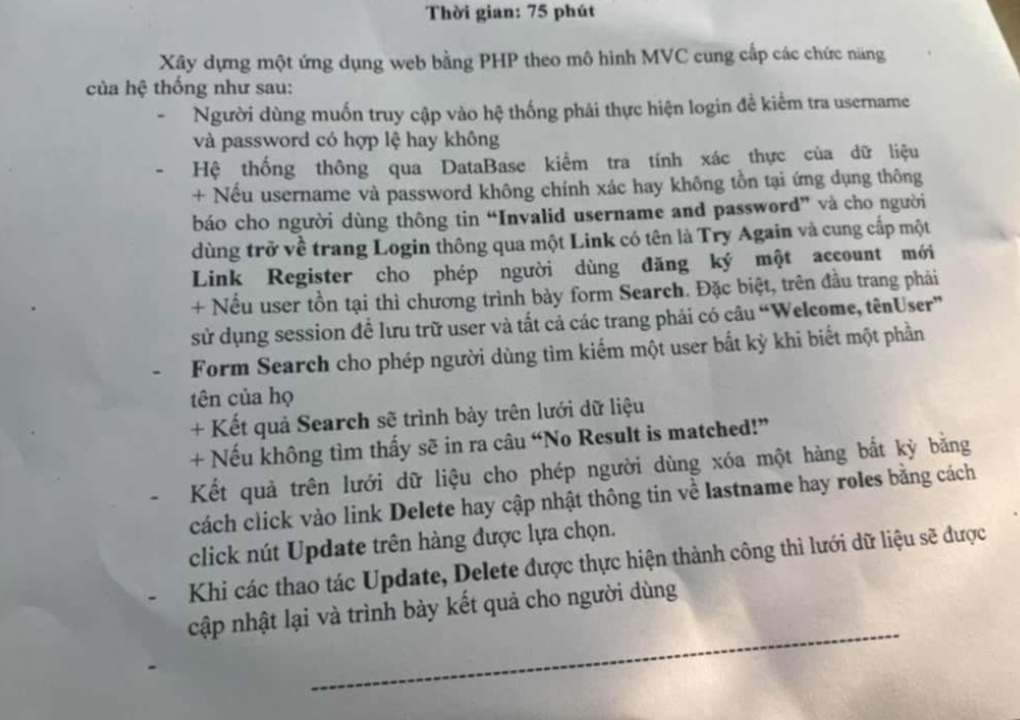 Thời gian: 75 phút
Xây dựng một ứng dụng web bằng PHP theo mô hình MVC cung cấp các chức năng
của hệ thống như sau:
- Người dùng muốn truy cập vào hệ thống phải thực hiện login để kiểm tra username
và password có hợp lệ hay không
- Hệ thống thông qua DataBase kiểm tra tính xác thực của dữ liệu
+ Nếu username và password không chính xác hay không tồn tại ứng dụng thông
báo cho người dùng thông tin “Invalid username and password” và cho người
dùng trở về trang Login thông qua một Link có tên là Try Again và cung cấp một
Link Register cho phép người dùng đăng ký một account mới
+ Nếu user tồn tại thì chương trình bày form Search. Đặc biệt, trên đầu trang phải
sử dụng session để lưu trữ user và tất cả các trang phải có câu “Welcome, tênUser”
- Form Search cho phép người dùng tìm kiếm một user bất kỳ khi biết một phần
tên của họ
+ Kết quả Search sẽ trình bày trên lưới dữ liệu
+ Nếu không tìm thấy sẽ in ra câu “No Result is matched!”
- Kết quả trên lưới dữ liệu cho phép người dùng xóa một hàng bất kỳ bằng
cách click vào link Delete hay cập nhật thông tin về lastname hay roles bằng cách
click nút Update trên hàng được lựa chọn.
- Khi các thao tác Update, Delete được thực hiện thành công thì lưới dữ liệu sẽ được
cập nhật lại và trình bày kết quả cho người dùng
-